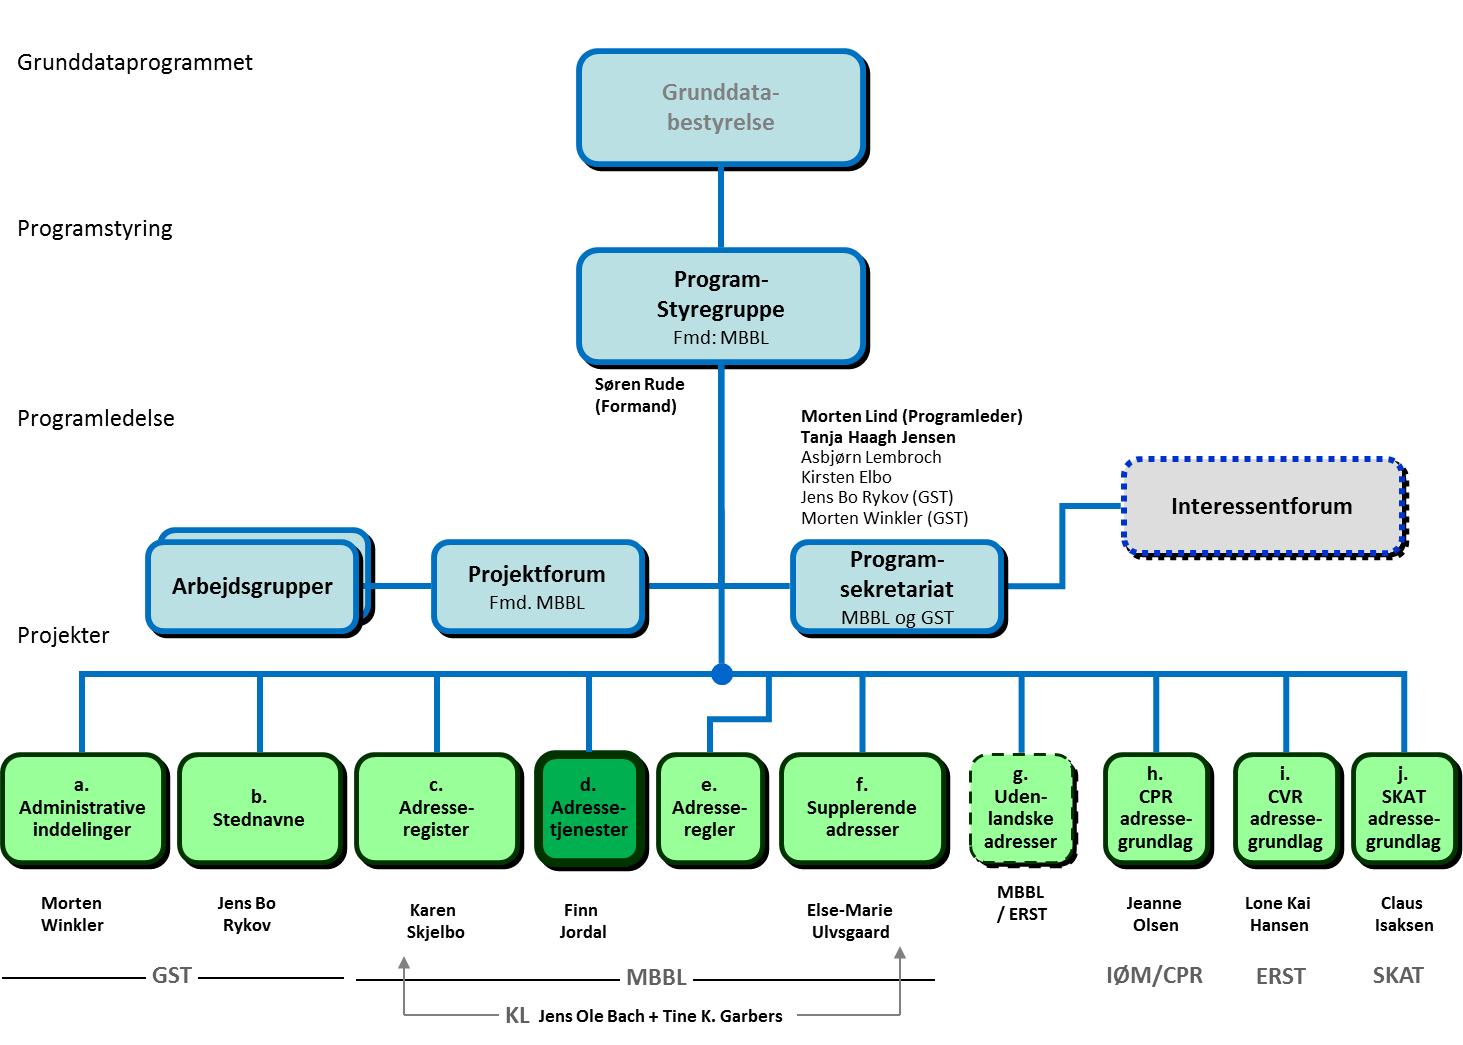 Grunddataprogrammet
Grunddata-
bestyrelse
Programstyring
Program-
Styregruppe
Fmd: MBBL
Søren Rude
(Formand)
Programledelse
Morten Lind (Programleder)
Tanja Haagh Jensen
Asbjørn Lembroch
Kirsten Elbo
Jens Bo Rykov (GST)
Morten Winkler (GST)
Interessentforum
Arbejdsgrupper
Projektforum
Fmd. MBBL
Program-
sekretariat
MBBL og GST
Projekter
a.
Administrative
inddelinger
b.
Stednavne
c.
Adresse-
register
d.
Adresse-
tjenester
e.
Adresse-
regler
f.
Supplerende
adresser
g.
Uden-
landske
adresser
h.
CPR
adresse-
grundlag
i.
CVR
adresse-
grundlag
j.
SKAT
adresse-
grundlag
Morten
Winkler
Jens Bo
Rykov
Karen
Skjelbo
Finn
Jordal
Else-Marie
Ulvsgaard
MBBL
/ ERST
Jeanne
Olsen
Lone Kai
Hansen
Claus
Isaksen
GST
MBBL
IØM/CPR
ERST
SKAT
KL Jens Ole Bach + Tine K. Garbers